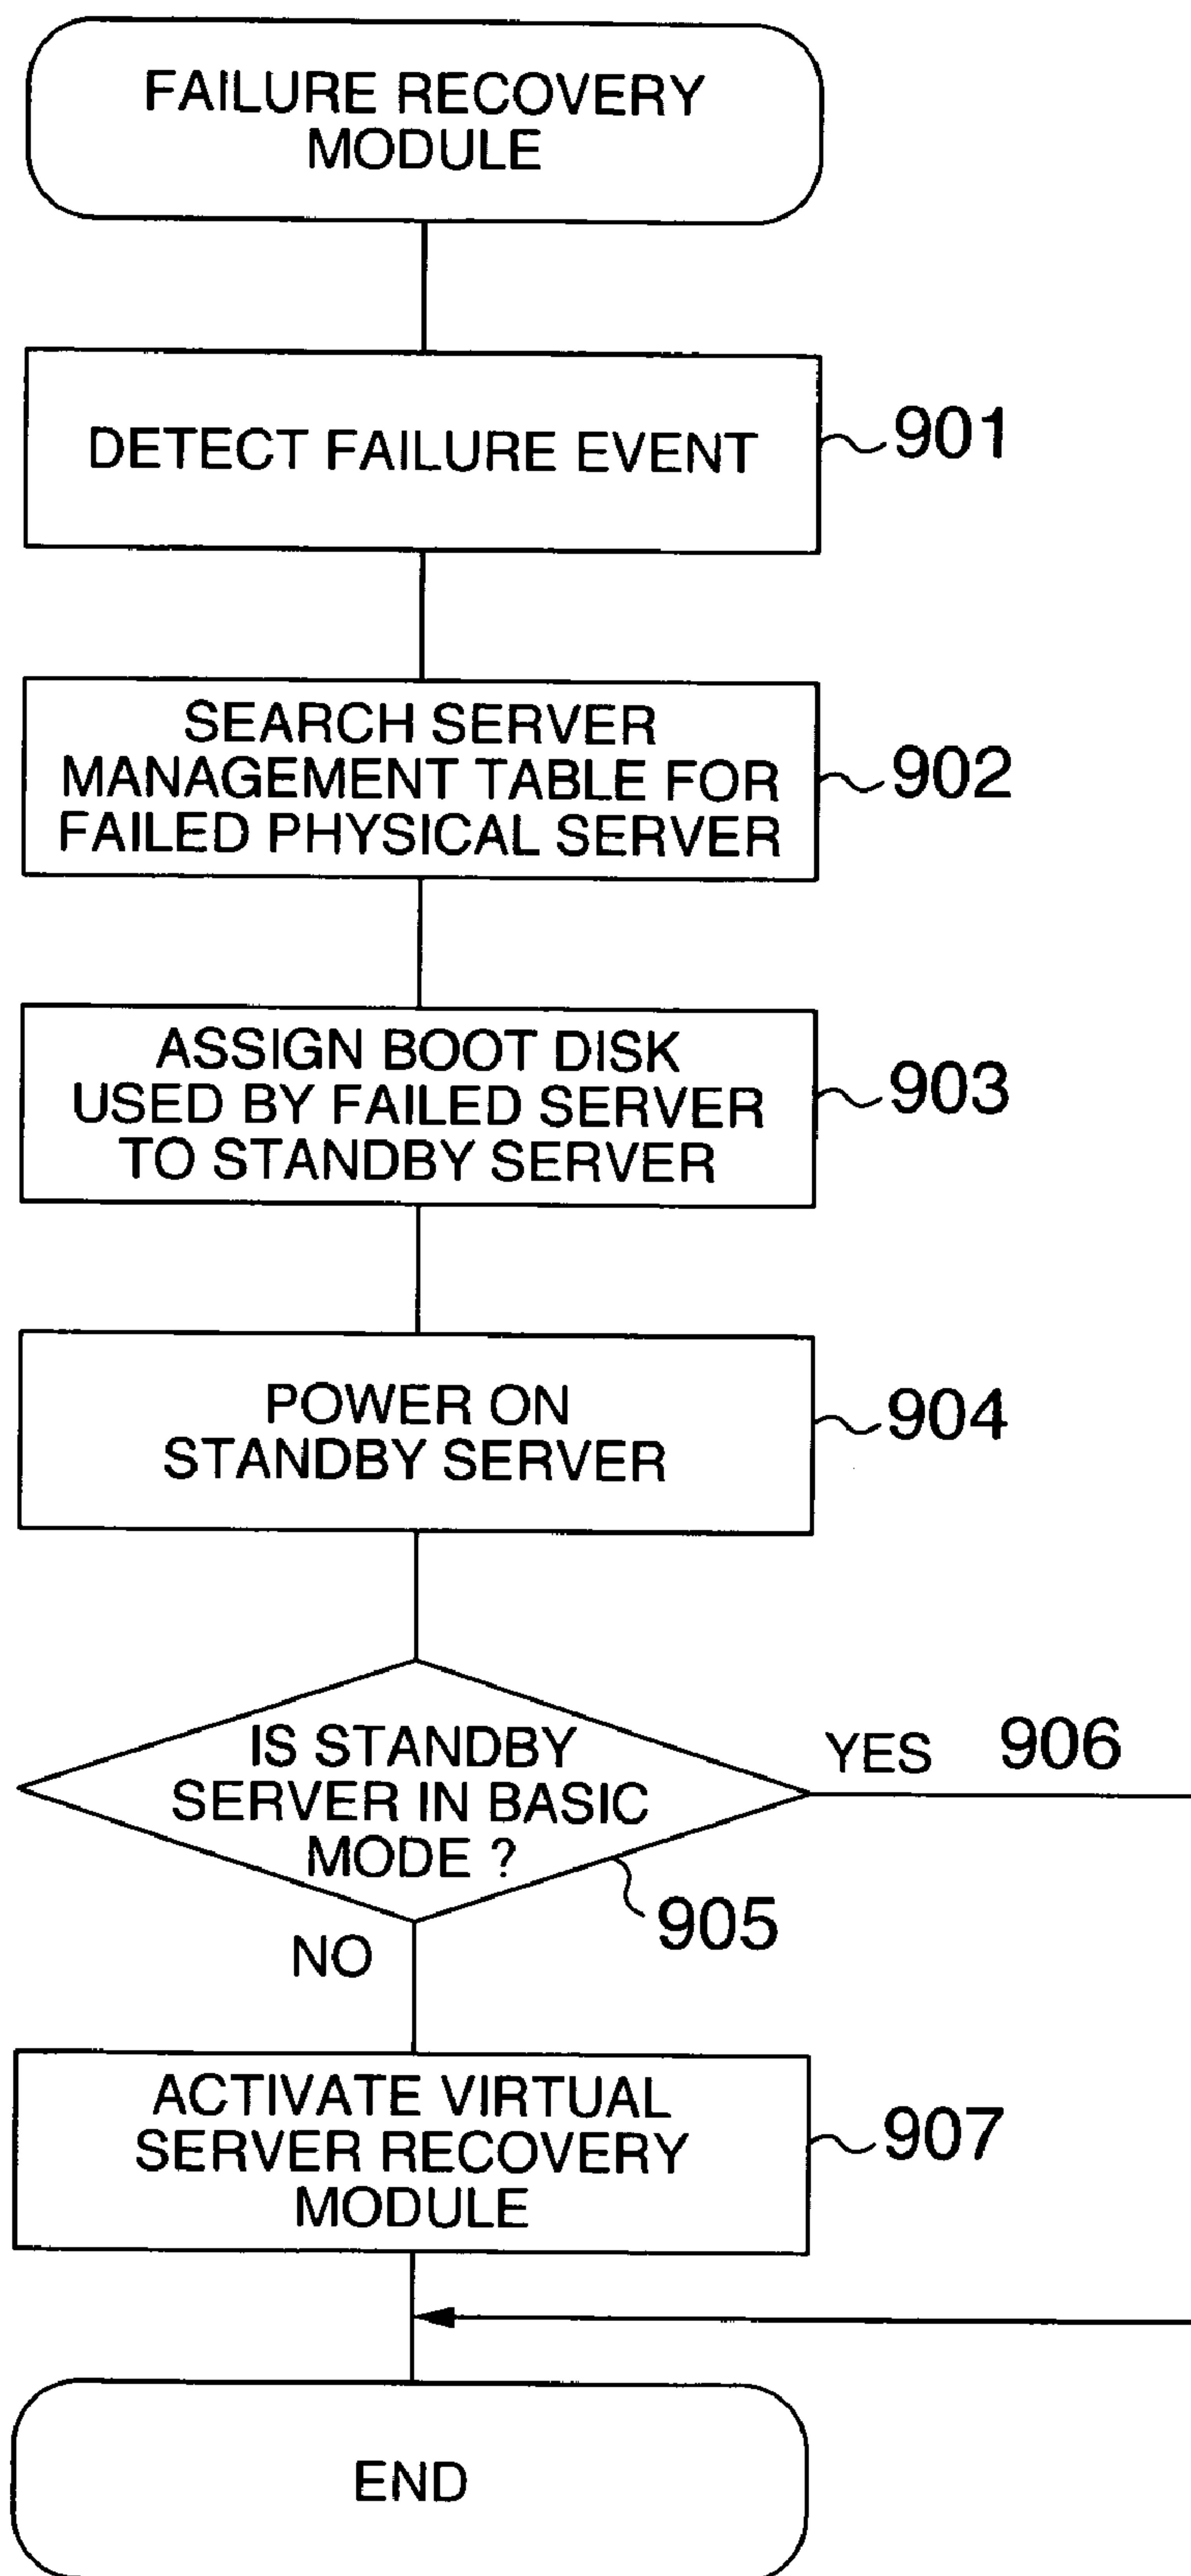 FAILURE RECOVERY
MODULE
DETECT FAILURE EVENT
901
SEARCH SERVER
MANAGEMENT TABLE FOR
FAILED PHYSICAL SERVER
902
ASSIGN BOOT DISK
USED BY FAILED SERVER
TO STANDBY SERVER
903
POWER ON
STANDBY SERVER
904
IS STANDBY
SERVER IN BASIC
MODE ?
YES
906
905
NO
ACTIVATE VIRTUAL
SERVER RECOVERY
MODULE
907
END